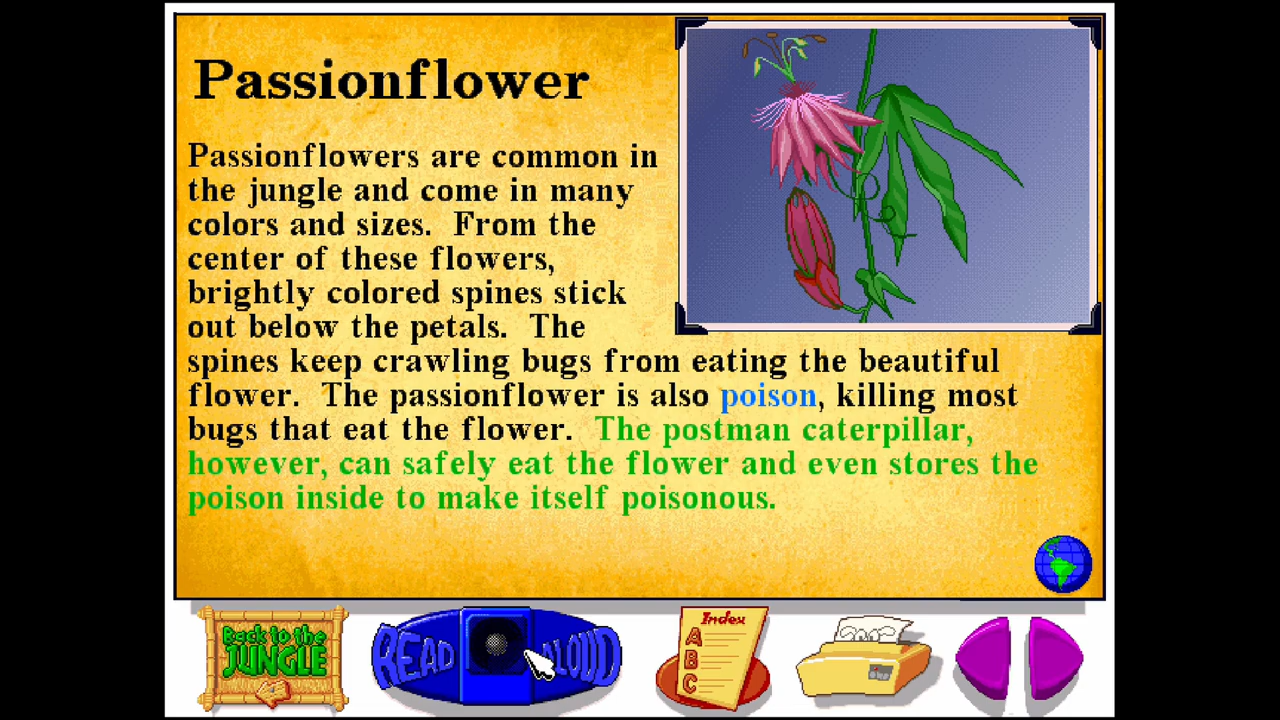 Passionflower
Passionflowers are common in
the jungle and come in many
colors and sizes.  From the
center of these flowers,
brightly colored spines stick
out below the petals.  The
spines keep crawling bugs from eating the beautiful
flower.  The passionflower is also poison, killing most
bugs that eat the flower.  The postman caterpillar,
however, can safely eat the flower and even stores the
poison inside to make itself poisonous.
Back to the
JUNGLE
READ ALOUD
Index
A
B
C